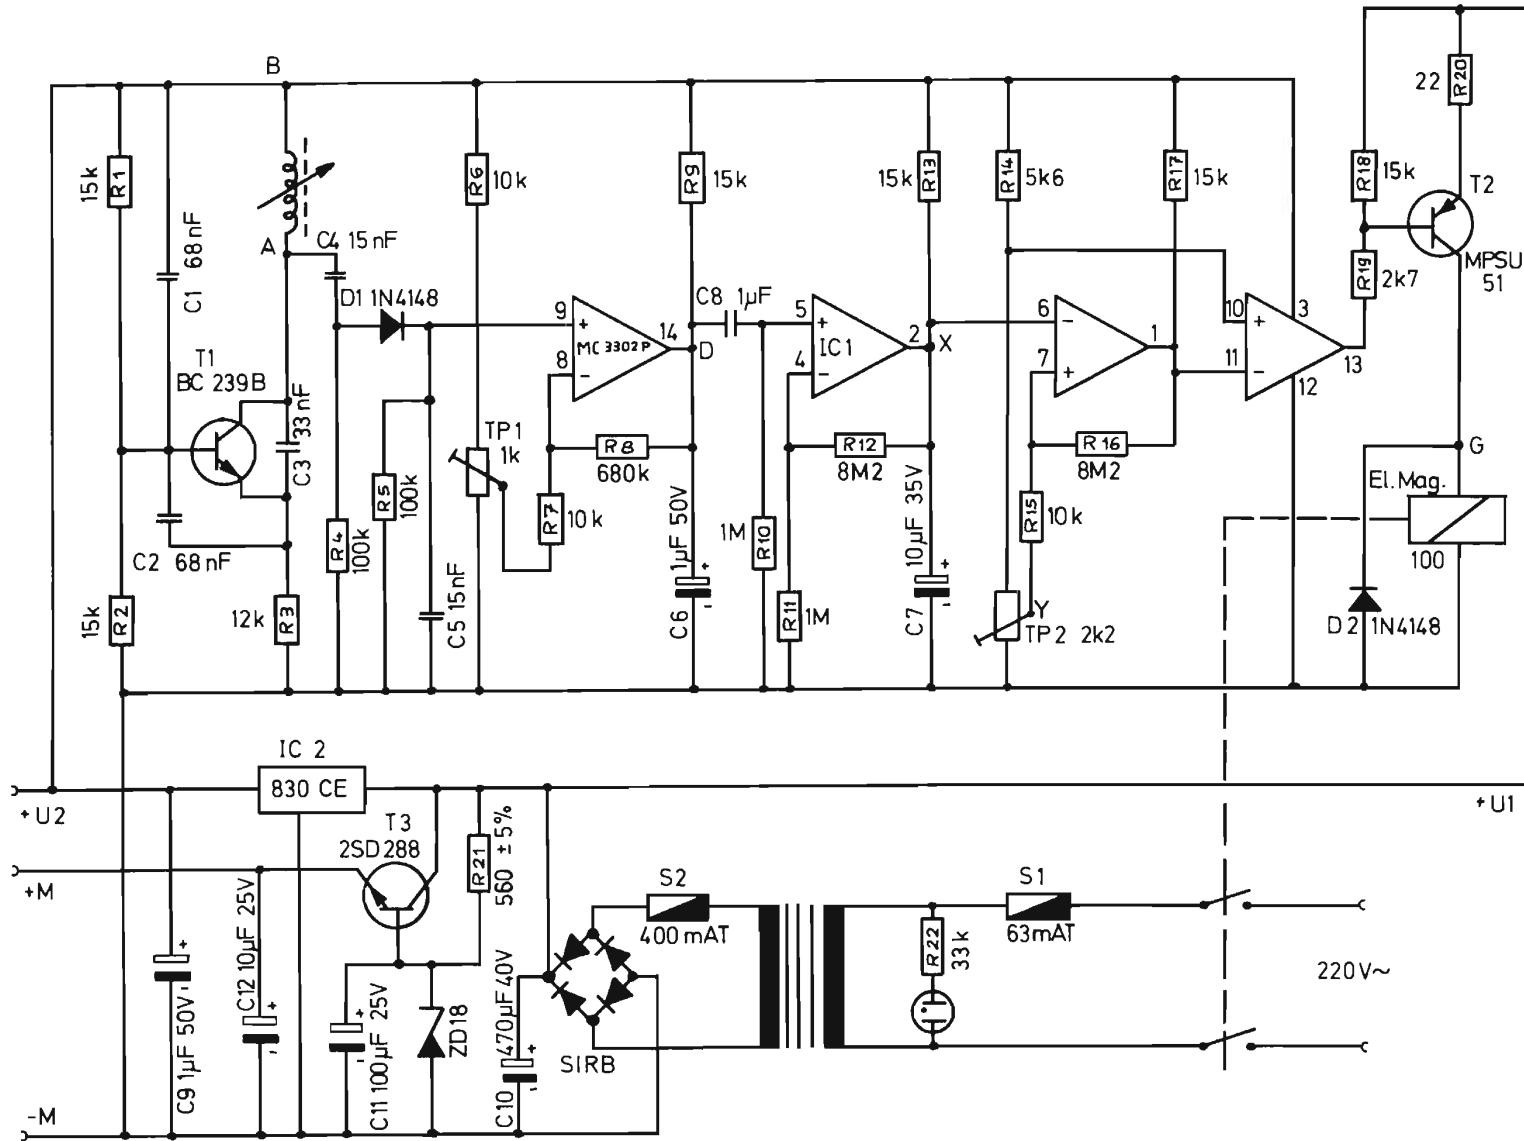 B
22
R20
15k
R1
C1 68nF
A
C4 15nF
D1 1N4148
R6
10k
R9
15k
15k
R13
R14
5k6
R17
15k
R18
15k
T2
MPSU
51
R19
2k7
T1
BC 239B
C3 33nF
9
+
MC3302P
8
-
14
D
C8 1µF
5
+
IC1
4
-
2
X
6
-
7
+
1
10
+
11
-
3
12
13
TP1
1k
R8
680k
R12
8M2
R16
8M2
G
El.Mag.
100
C2 68nF
R4
100k
R5
100k
R7
10k
1M
R10
R11
1M
R15
10k
15k
R2
12k
R3
C5 15nF
C6 1µF 50V
+
-
C7 10µF 35V
+
-
Y
TP2 2k2
D2 1N4148
IC 2
830 CE
+U2
+U1
T3
2SD288
R21
560 ±5%
+M
S2
400mAT
S1
63mAT
R22
33k
220V~
C9 1µF 50V
+
-
C12 10µF 25V
+
-
C11 100µF 25V
+
-
ZD18
C10 470µF 40V
+
-
SIRB
-M